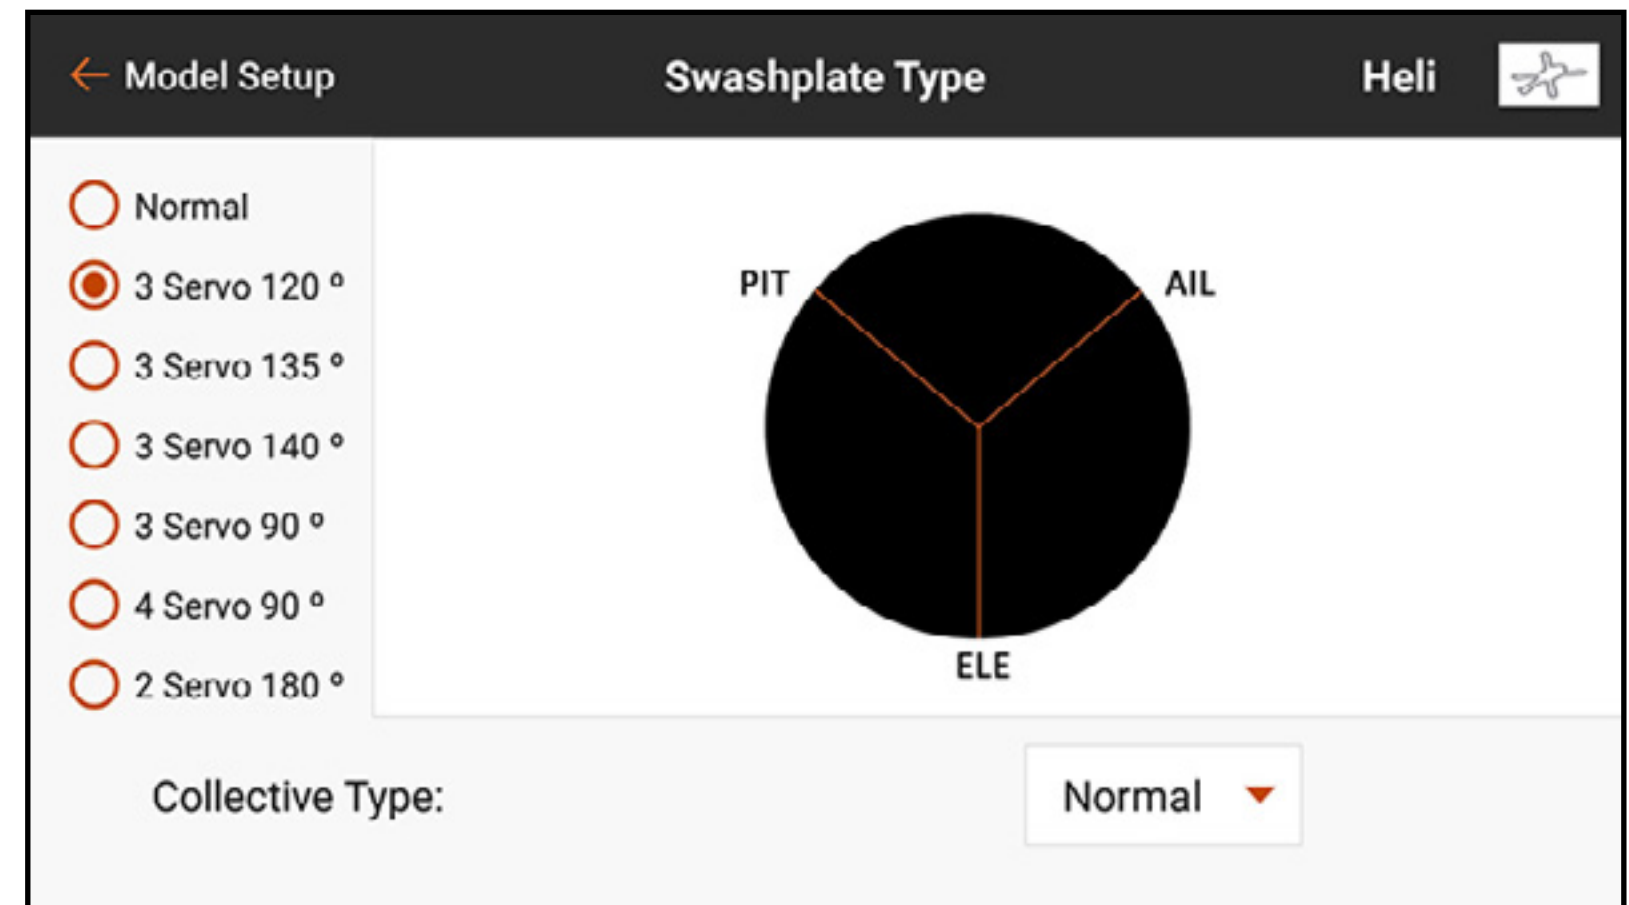 Model Setup
Swashplate Type
Heli
Normal
3 Servo 120 º
3 Servo 135 º
3 Servo 140 º
3 Servo 90 º
4 Servo 90 º
2 Servo 180 º
PIT
AIL
ELE
Collective Type:
Normal